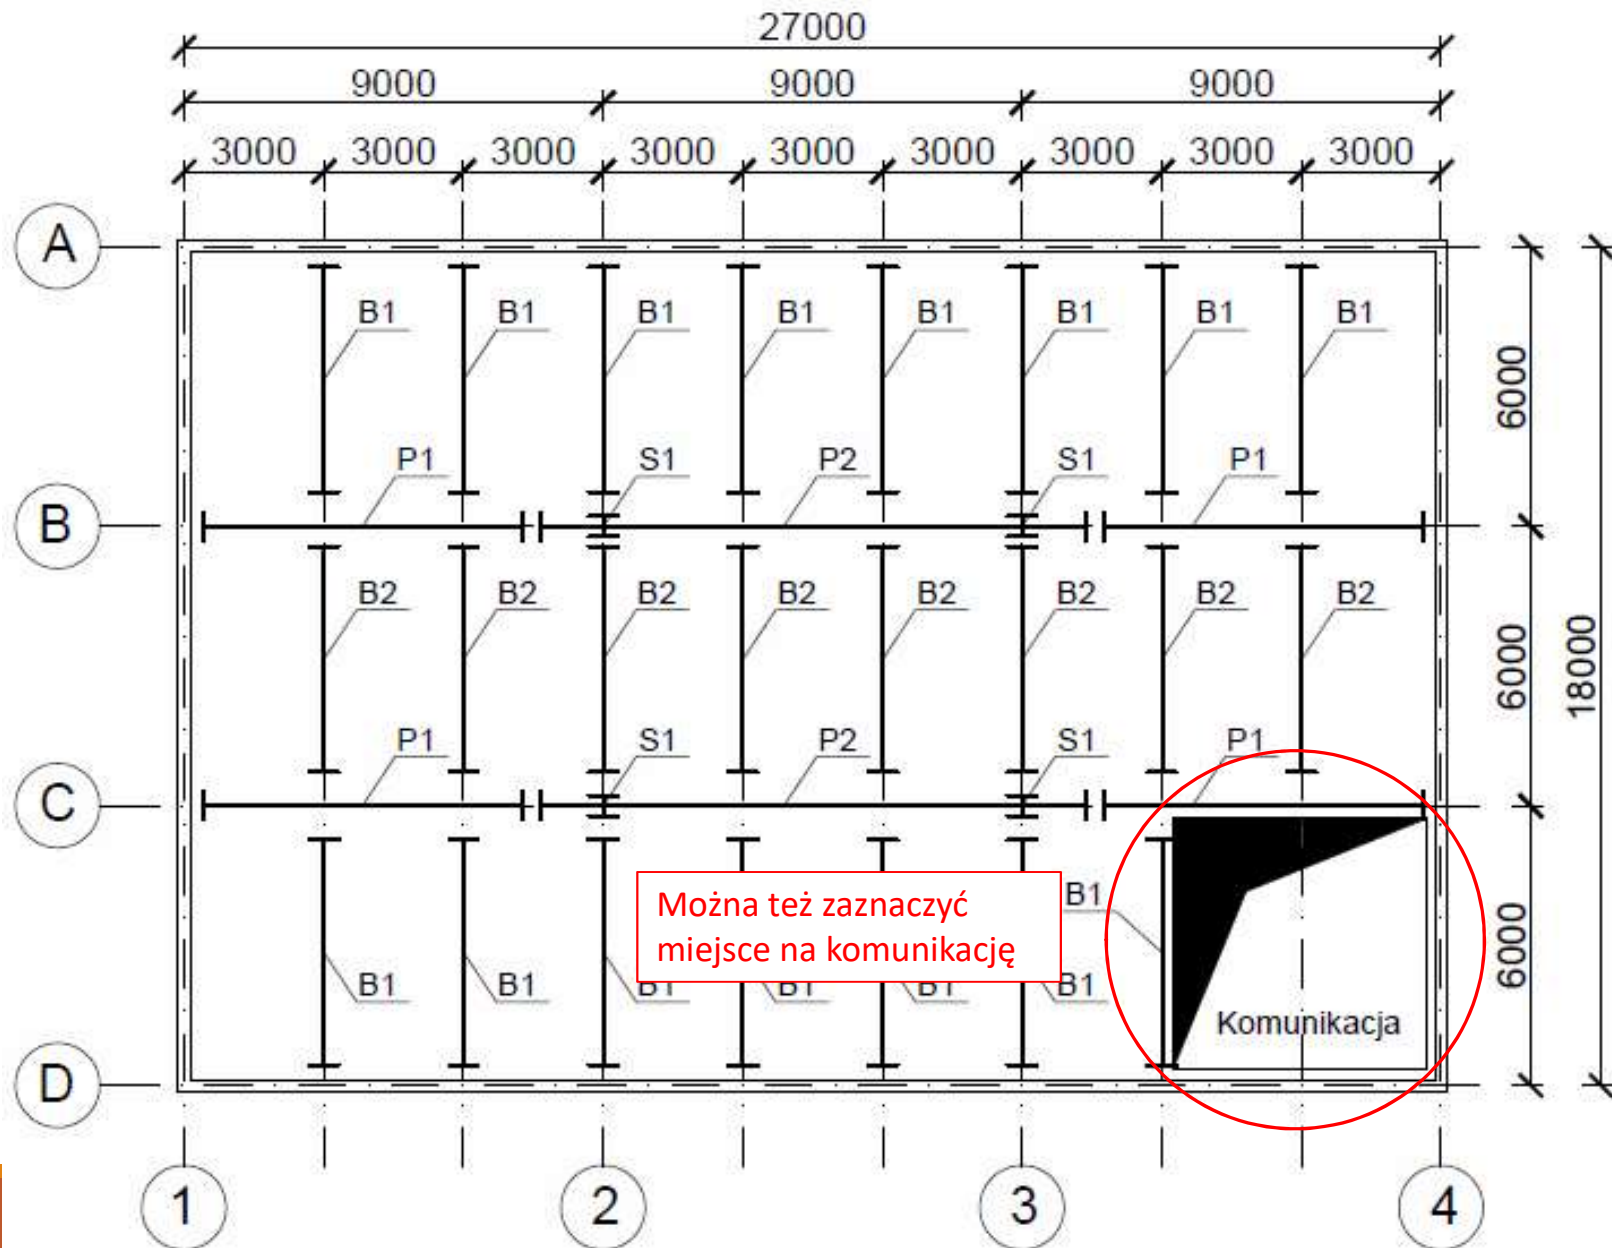 27000
9000 9000 9000
3000 3000 3000 3000 3000 3000 3000 3000 3000
A
B1 B1 B1 B1 B1 B1 B1 B1
6000
P1 S1 P2 S1 P1
B
B2 B2 B2 B2 B2 B2 B2 B2
6000
18000
P1 S1 P2 S1 P1
C
Można też zaznaczyć
miejsce na komunikację
B1
6000
B1 B1 B1 B1 B1 B1
Komunikacja
D
1 2 3 4